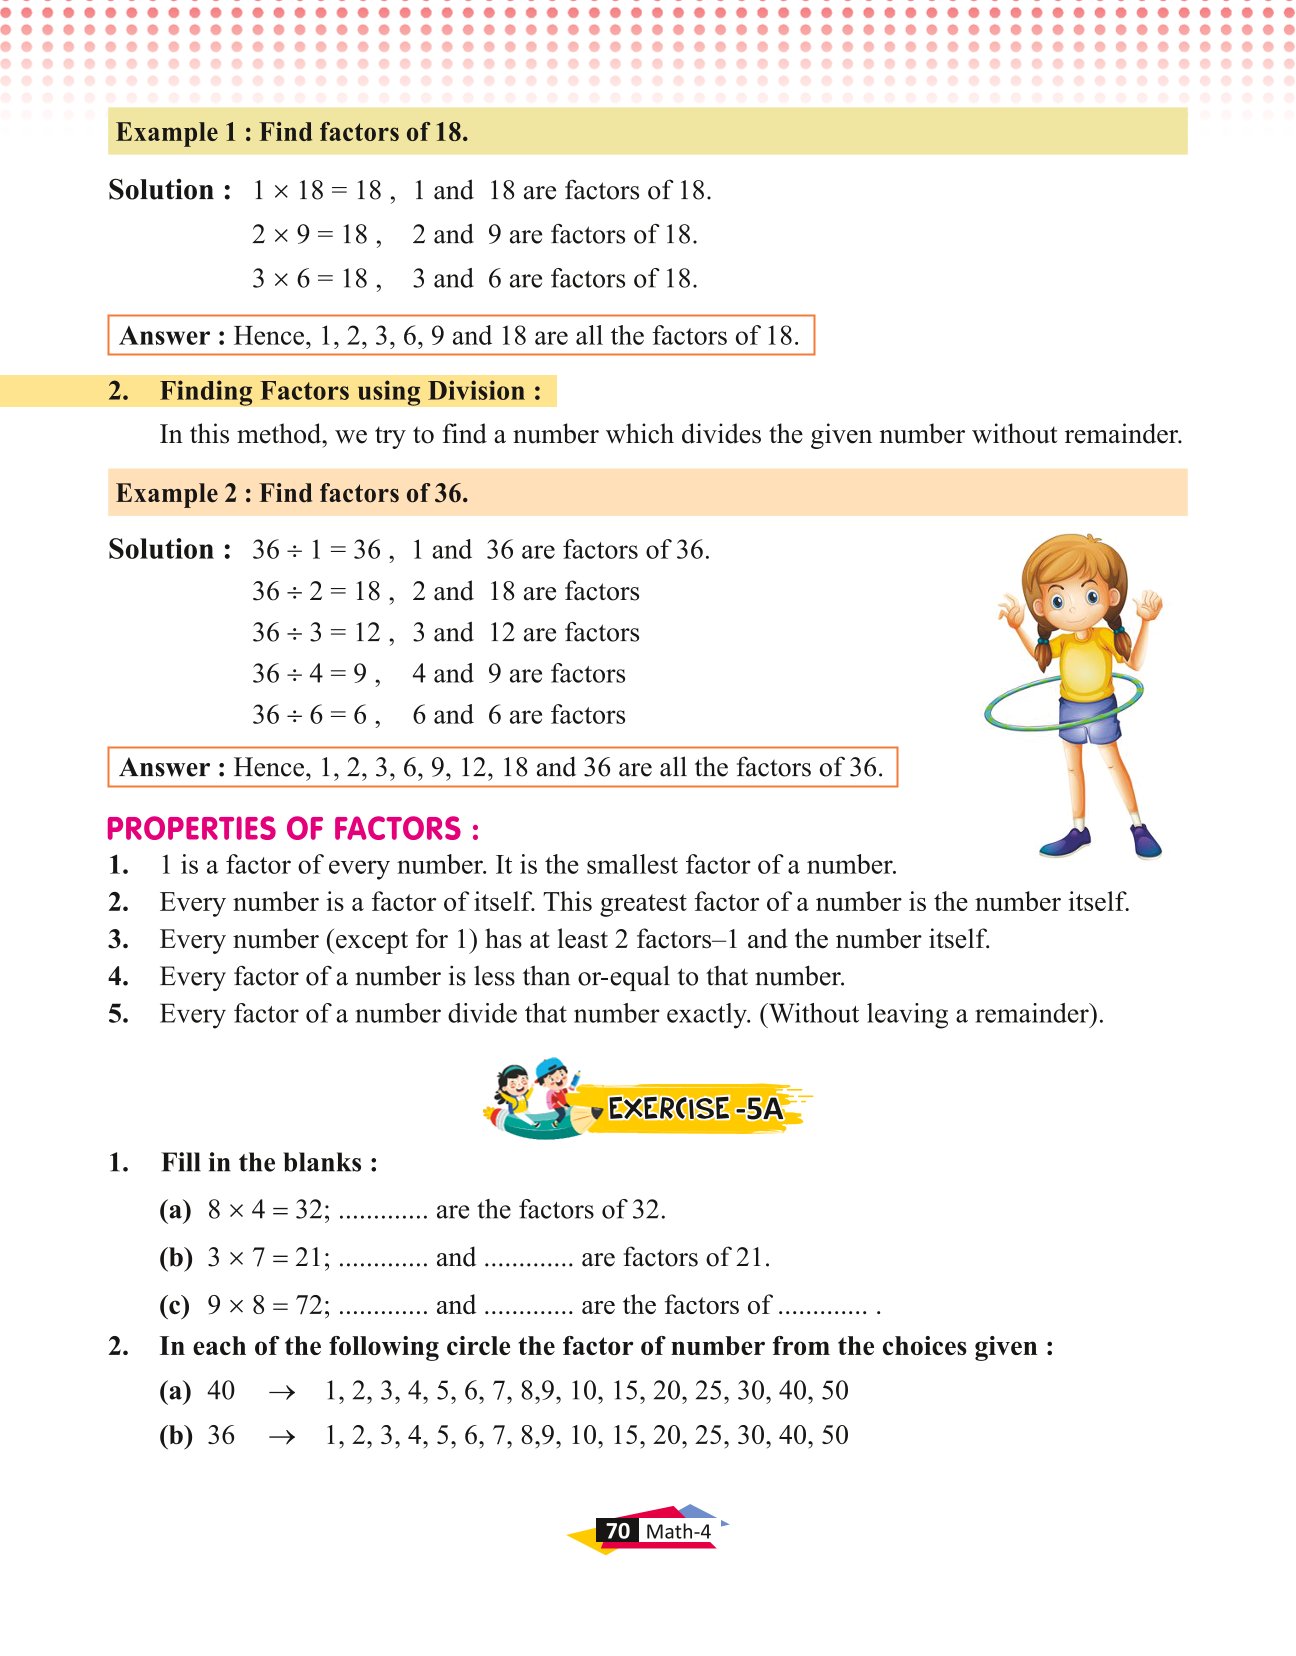 Example 1 : Find factors of 18.
Solution : 1 × 18 = 18 , 1 and 18 are factors of 18.
2 × 9 = 18 , 2 and 9 are factors of 18.
3 × 6 = 18 , 3 and 6 are factors of 18.
Answer : Hence, 1, 2, 3, 6, 9 and 18 are all the factors of 18.
2. Finding Factors using Division :
In this method, we try to find a number which divides the given number without remainder.
Example 2 : Find factors of 36.
Solution : 36 ÷ 1 = 36 , 1 and 36 are factors of 36.
36 ÷ 2 = 18 , 2 and 18 are factors
36 ÷ 3 = 12 , 3 and 12 are factors
36 ÷ 4 = 9 , 4 and 9 are factors
36 ÷ 6 = 6 , 6 and 6 are factors
Answer : Hence, 1, 2, 3, 6, 9, 12, 18 and 36 are all the factors of 36.
PROPERTIES OF FACTORS :
1. 1 is a factor of every number. It is the smallest factor of a number.
2. Every number is a factor of itself. This greatest factor of a number is the number itself.
3. Every number (except for 1) has at least 2 factors–1 and the number itself.
4. Every factor of a number is less than or-equal to that number.
5. Every factor of a number divide that number exactly. (Without leaving a remainder).
EXERCISE -5A
1. Fill in the blanks :
(a) 8 × 4 = 32; ............. are the factors of 32.
(b) 3 × 7 = 21; ............. and ............. are factors of 21.
(c) 9 × 8 = 72; ............. and ............. are the factors of ............. .
2. In each of the following circle the factor of number from the choices given :
(a) 40 → 1, 2, 3, 4, 5, 6, 7, 8,9, 10, 15, 20, 25, 30, 40, 50
(b) 36 → 1, 2, 3, 4, 5, 6, 7, 8,9, 10, 15, 20, 25, 30, 40, 50
70 Math-4